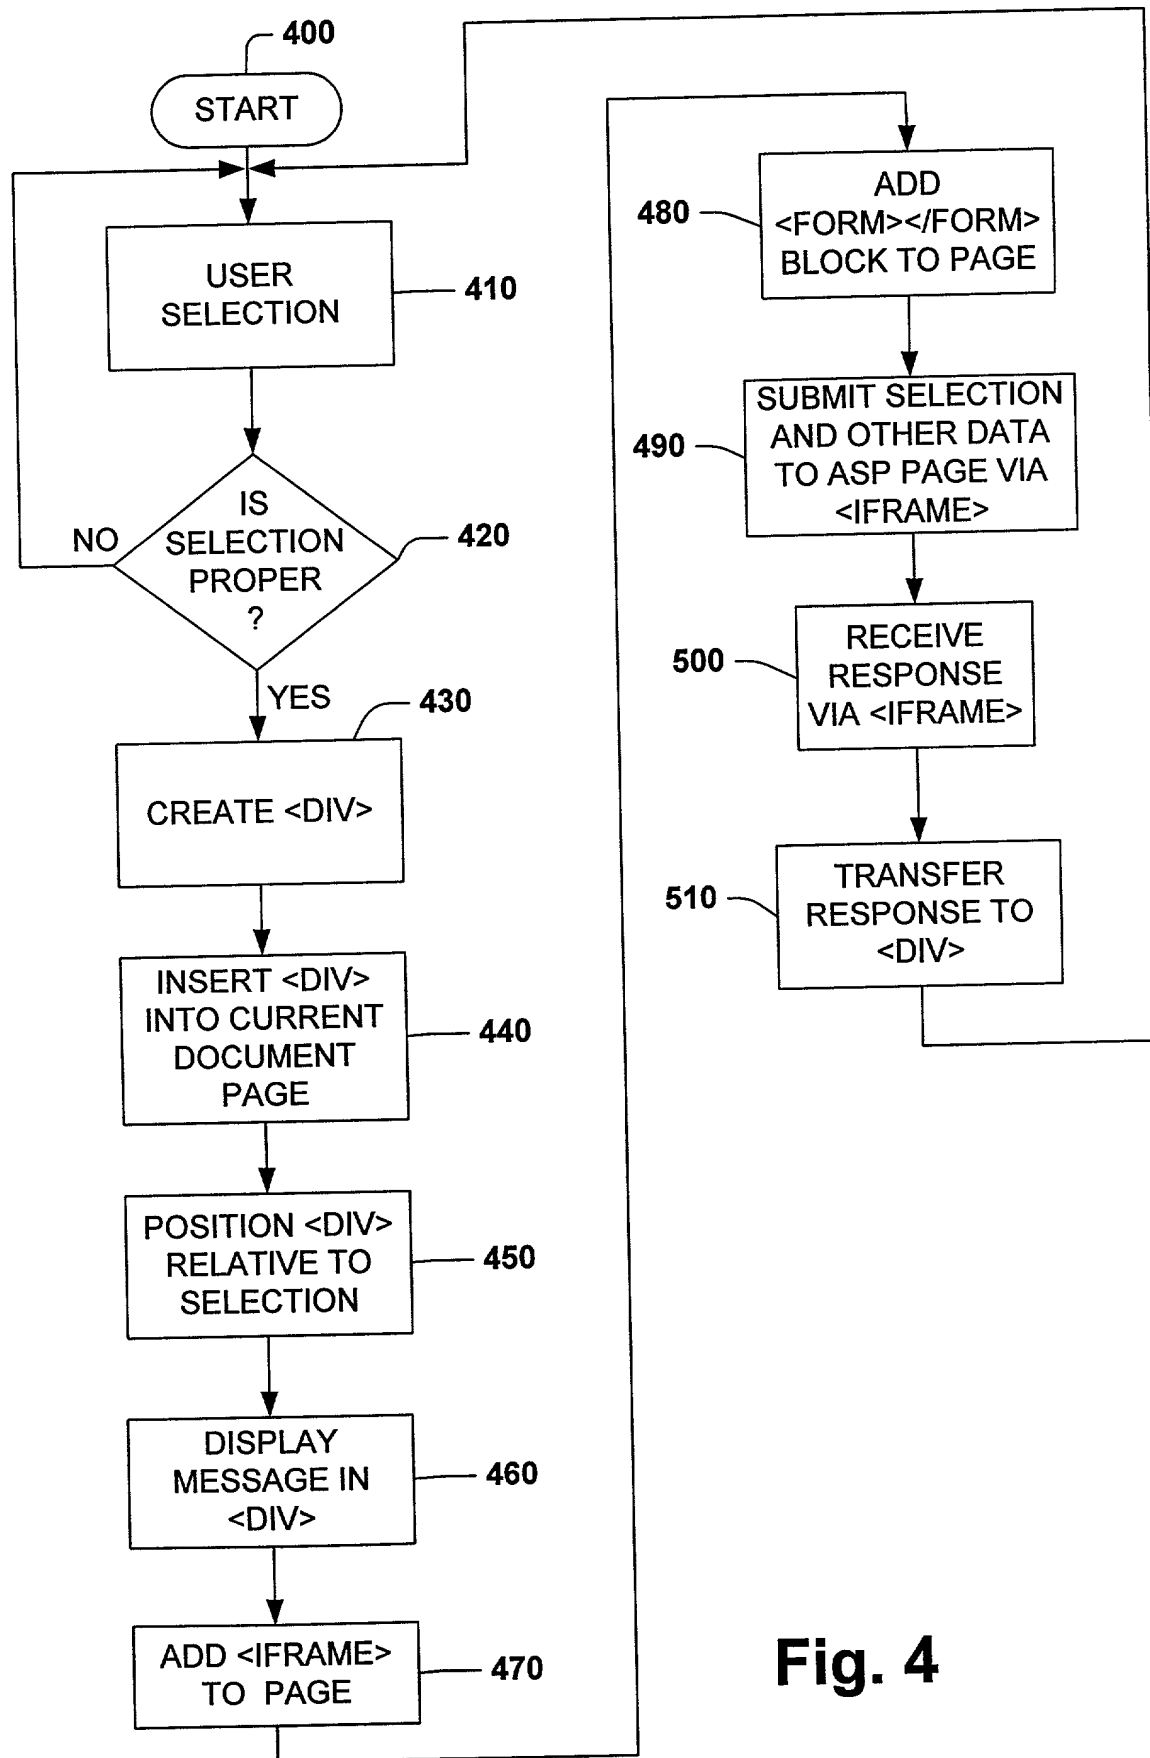 400
START
USER
SELECTION
410
IS
SELECTION
PROPER
?
420
NO
YES
430
CREATE <DIV>
INSERT <DIV>
INTO CURRENT
DOCUMENT
PAGE
440
POSITION <DIV>
RELATIVE TO
SELECTION
450
DISPLAY
MESSAGE IN
<DIV>
460
ADD <IFRAME>
TO PAGE
470
ADD
<FORM></FORM>
BLOCK TO PAGE
480
SUBMIT SELECTION
AND OTHER DATA
TO ASP PAGE VIA
<IFRAME>
490
RECEIVE
RESPONSE
VIA <IFRAME>
500
TRANSFER
RESPONSE TO
<DIV>
510
Fig. 4